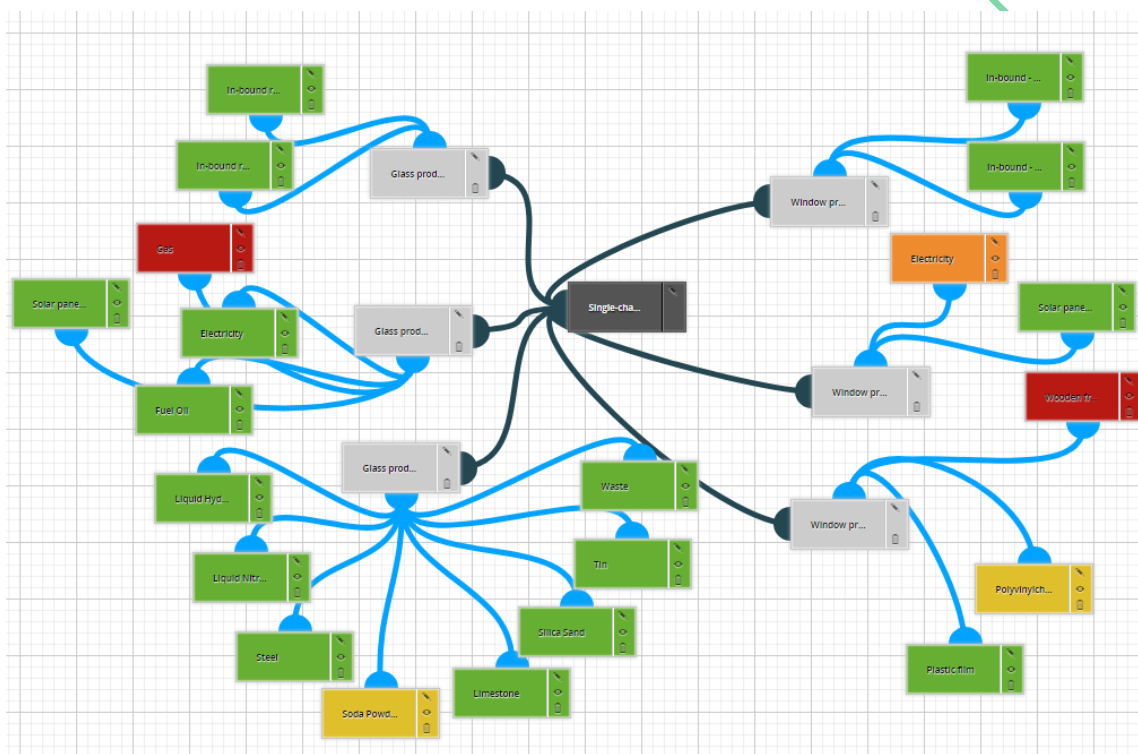 In-bound r...
In-bound - ...
In-bound r...
Glass prod...
In-bound - ...
Window pr...
Gas
Electricity
Solar pane...
Electricity
Glass prod...
Single-cha...
Solar pane...
Fuel Oil
Window pr...
Wooden fr
Glass prod...
Liquid Hyd...
Waste
Window pr...
Liquid Nitr...
Tin
Polyvinylch...
Steel
Silica Sand
Plastic film
Soda Powd...
Limestone